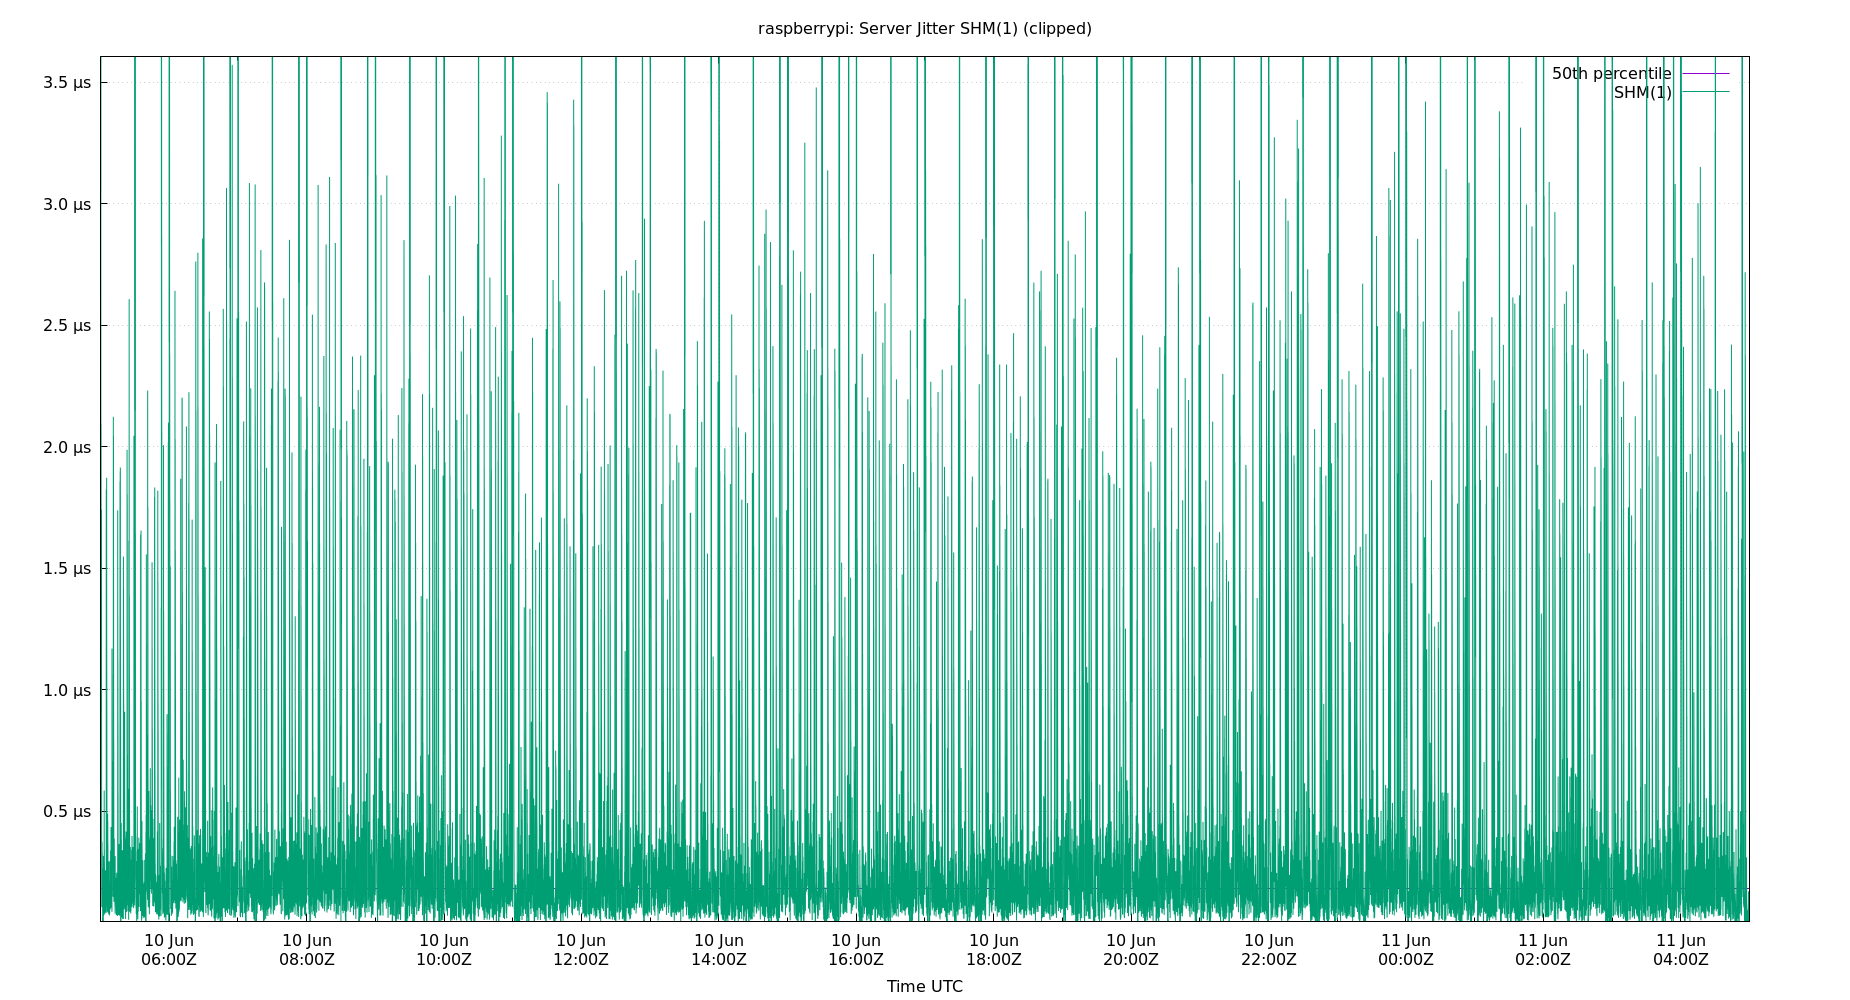 raspberrypi: Server Jitter SHM(1) (clipped)
50th percentile
SHM(1)
3.5 µs
3.0 µs
2.5 µs
2.0 µs
1.5 µs
1.0 µs
0.5 µs
10 Jun 10 Jun 10 Jun 10 Jun 10 Jun 10 Jun 10 Jun 10 Jun 10 Jun 11 Jun 11 Jun 11 Jun
06:00Z 08:00Z 10:00Z 12:00Z 14:00Z 16:00Z 18:00Z 20:00Z 22:00Z 00:00Z 02:00Z 04:00Z
Time UTC